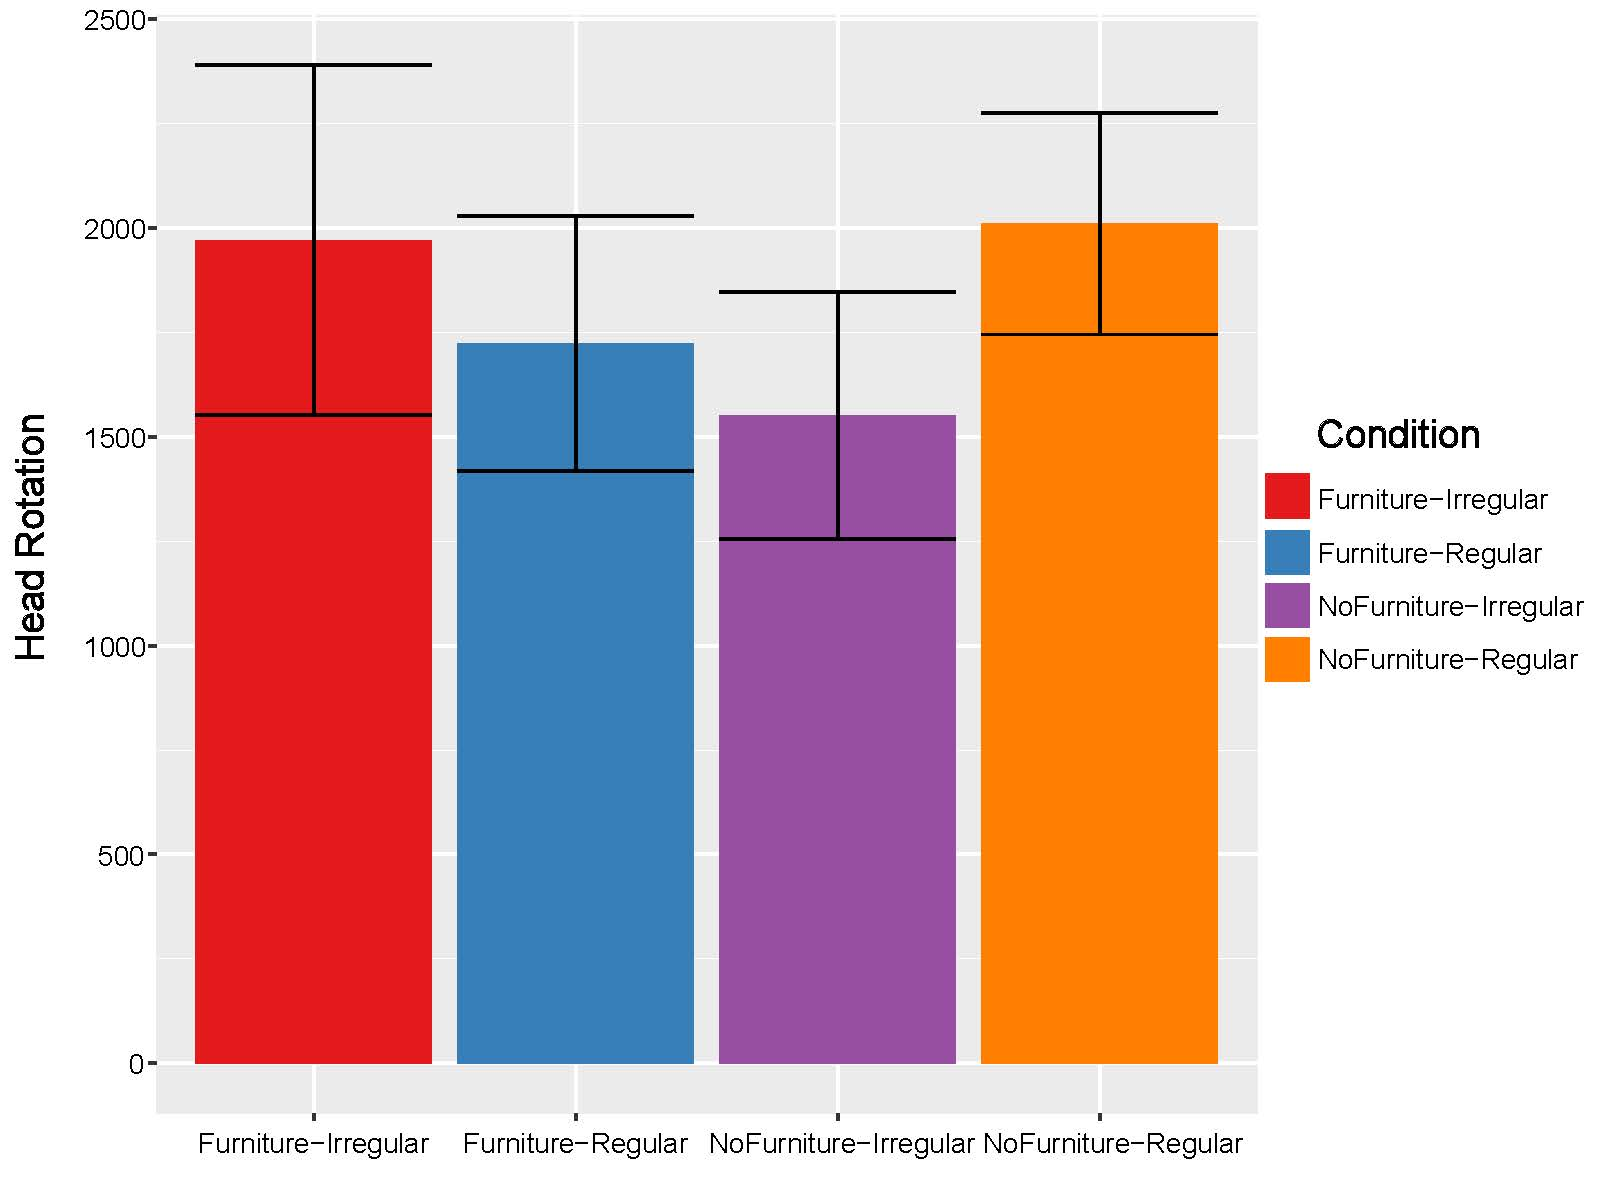 2500
2000
1500
1000
500
0
Head Rotation
Furniture-Irregular
Furniture-Regular
NoFurniture-Irregular
NoFurniture-Regular
Condition
Furniture-Irregular
Furniture-Regular
NoFurniture-Irregular
NoFurniture-Regular